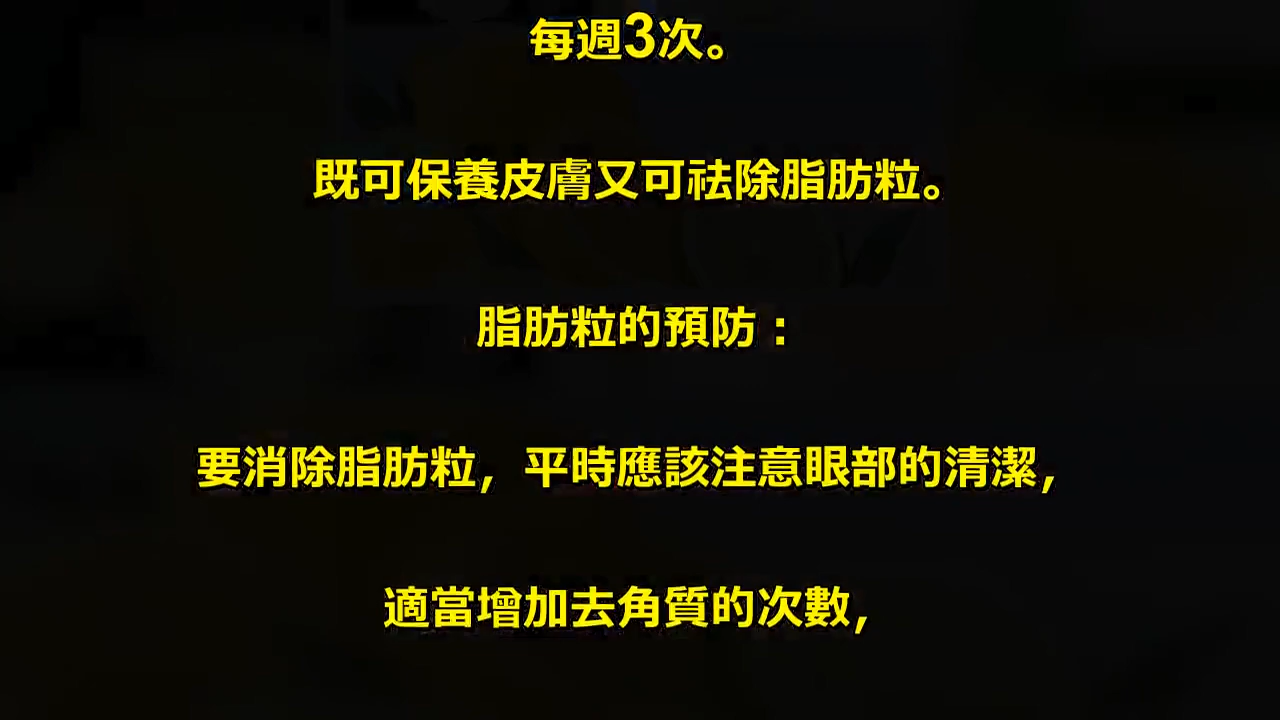 每週3次。
既可保養皮膚又可祛除脂肪粒。
脂肪粒的預防：
要消除脂肪粒，平時應該注意眼部的清潔，
適當增加去角質的次數，